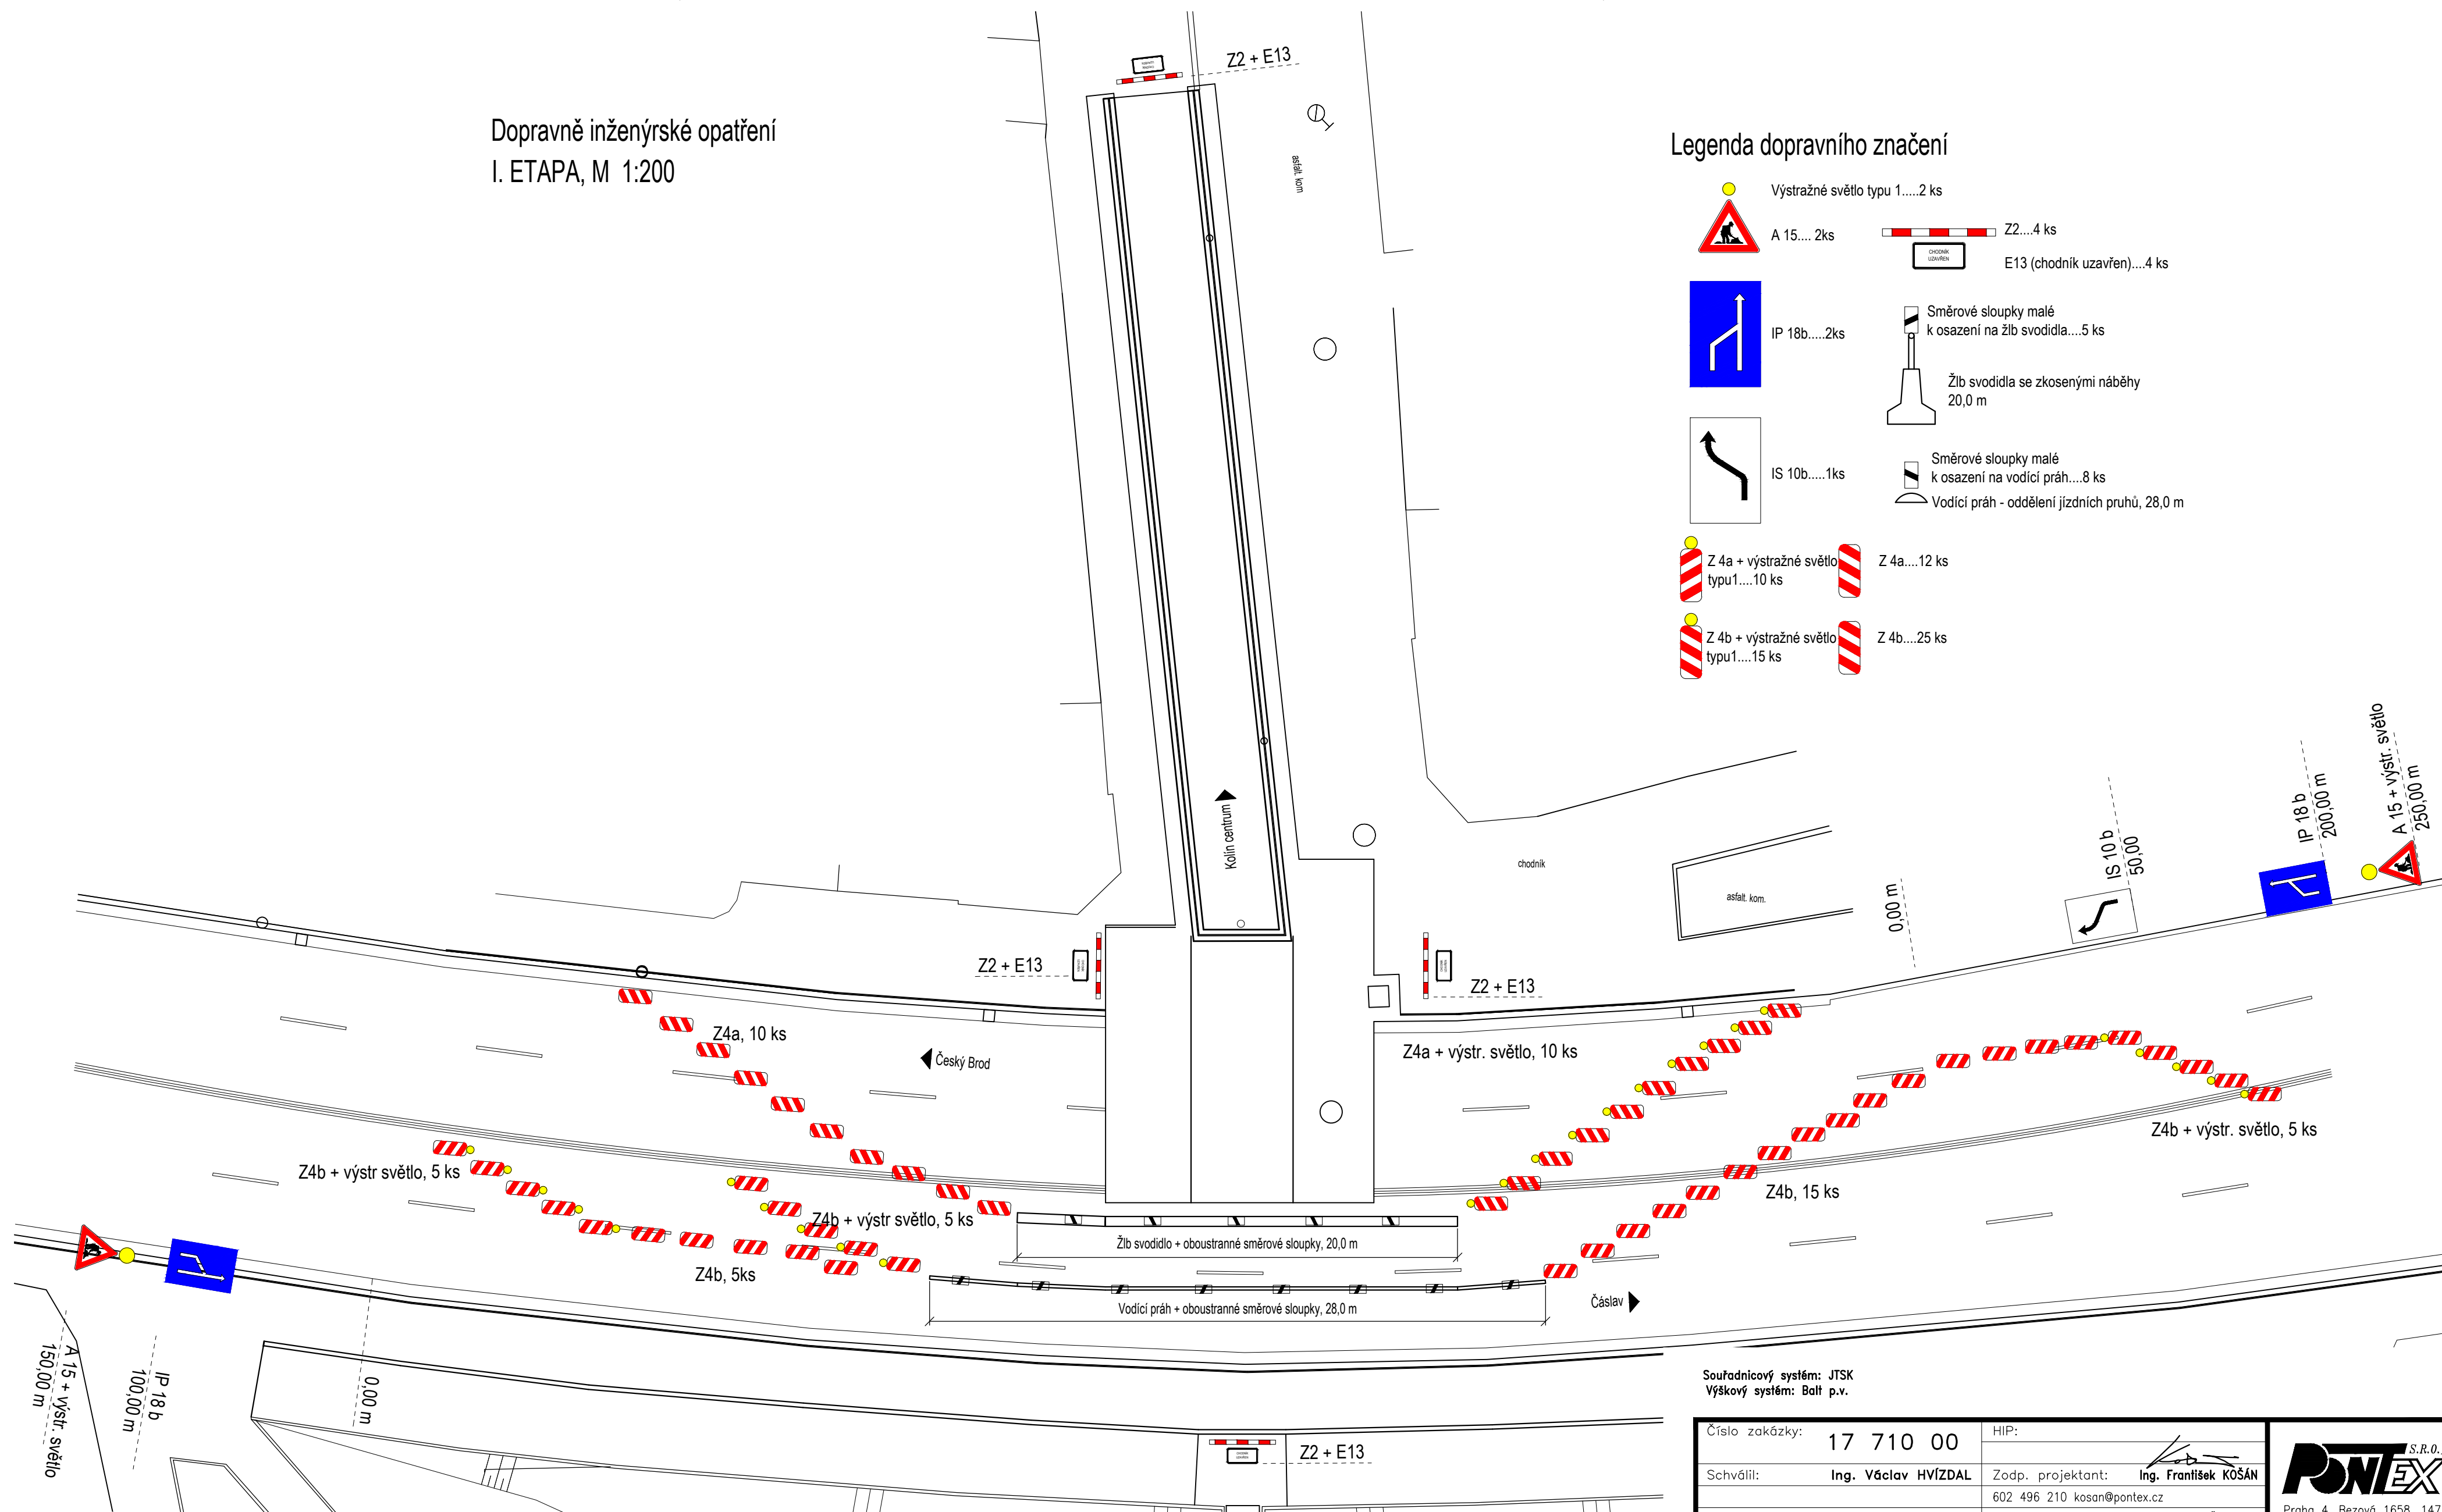 Dopravně inženýrské opatření
I. ETAPA, M 1:200
Z2 + E13
asfalt. kom
Legenda dopravního značení
Výstražné světlo typu 1.....2 ks
A 15.... 2ks
Z2....4 ks
CHODNÍK
UZAVŘEN
E13 (chodník uzavřen)....4 ks
IP 18b.....2ks
Směrové sloupky malé
k osazení na žlb svodidla....5 ks
Žlb svodidla se zkosenými náběhy
20,0 m
IS 10b.....1ks
Směrové sloupky malé
k osazení na vodící práh....8 ks
Vodící práh - oddělení jízdních pruhů, 28,0 m
Z 4a + výstražné světlo
typu1....10 ks
Z 4a....12 ks
Z 4b + výstražné světlo
typu1....15 ks
Z 4b....25 ks
Kolín centrum
chodník
asfalt. kom.
0,00 m
IS 10 b
50,00
IP 18 b
200,00 m
A 15 + výstr. světlo
250,00 m
Z2 + E13
Z2 + E13
Z4a, 10 ks
Český Brod
Z4a + výstr. světlo, 10 ks
Z4b + výstr. světlo, 5 ks
Z4b + výstr světlo, 5 ks
Z4b, 15 ks
Z4b + výstr světlo, 5 ks
Žlb svodidlo + oboustranné směrové sloupky, 20,0 m
Z4b, 5ks
Vodící práh + oboustranné směrové sloupky, 28,0 m
Čáslav
A 15 + výstr. světlo
150,00 m
IP 18 b
100,00 m
0,00 m
Z2 + E13
Souřadnicový systém: JTSK
Výškový systém: Balt p.v.
Číslo zakázky: 17 710 00
HIP:
Schválil: Ing. Václav HVÍZDAL
Zodp. projektant: Ing. František KOŠÁN
602 496 210 kosan@pontex.cz
PONTEX S.R.O.
Praha 4, Bezová 1658, 147